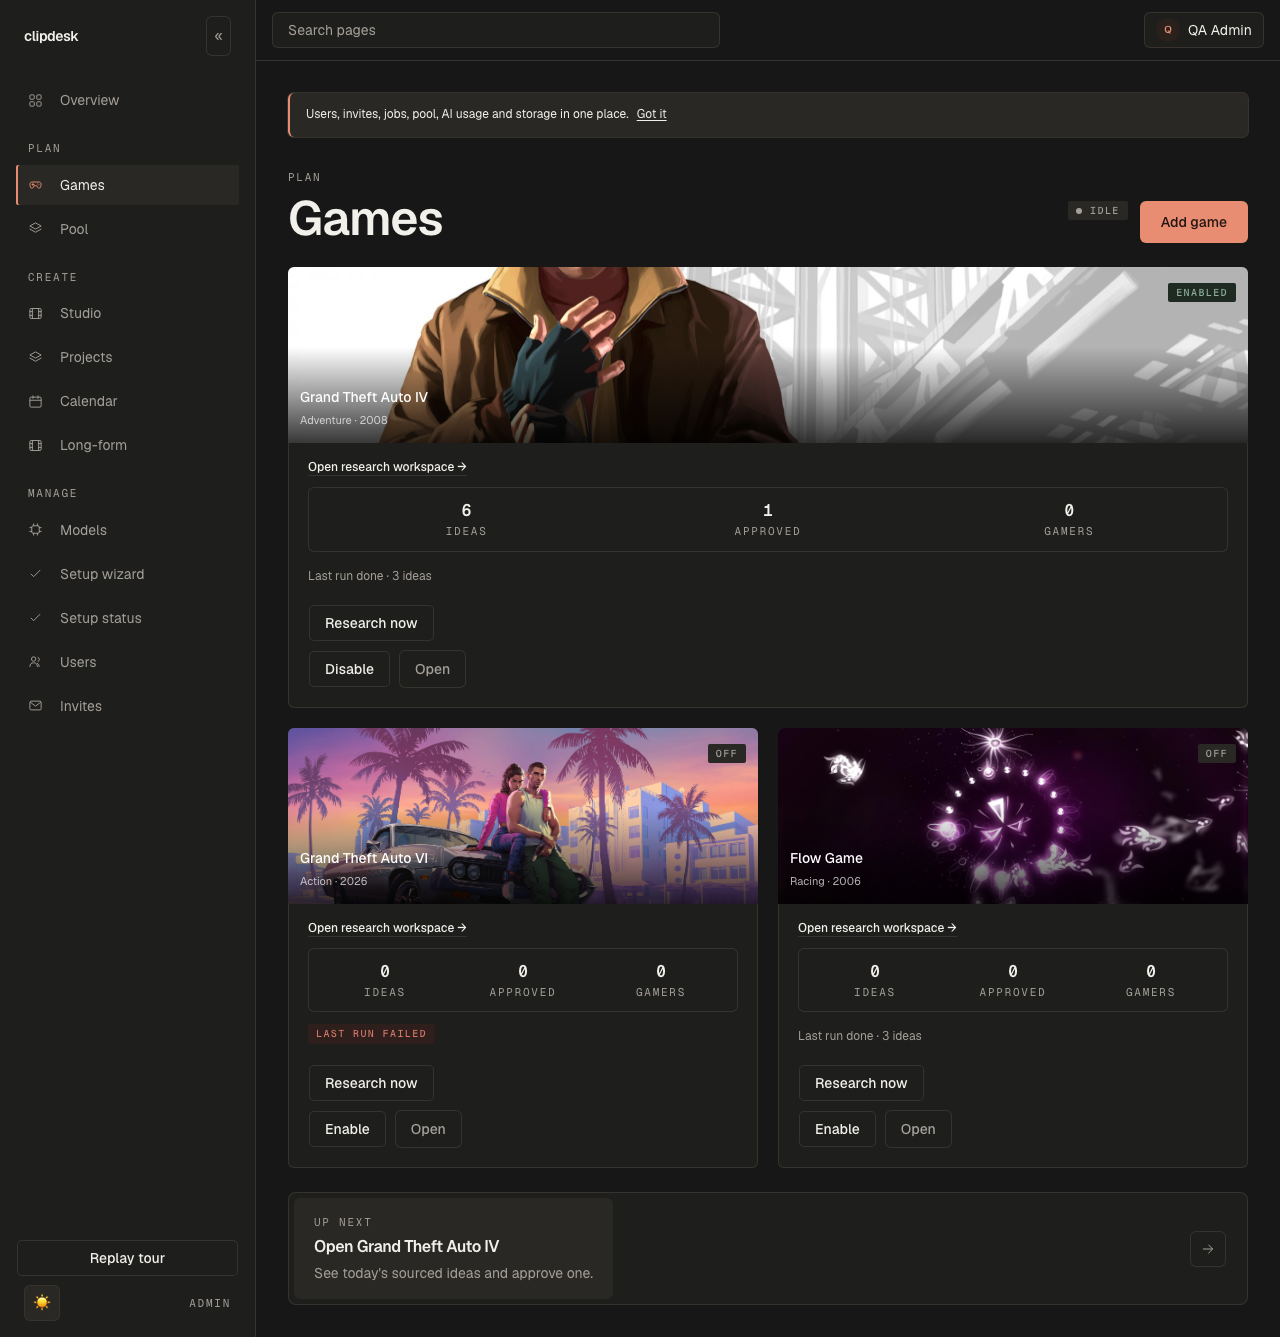 clipdesk
«
Search pages
Q
QA Admin
Overview
PLAN
Games
Pool
CREATE
Studio
Projects
Calendar
Long-form
MANAGE
Models
Setup wizard
Setup status
Users
Invites
Replay tour
ADMIN
Users, invites, jobs, pool, AI usage and storage in one place. Got it
PLAN
Games
IDLE
Add game
ENABLED
Grand Theft Auto IV
Adventure · 2008
Open research workspace →
6 1 0
IDEAS APPROVED GAMERS
Last run done · 3 ideas
Research now
Disable Open
OFF
Grand Theft Auto VI
Action · 2026
Open research workspace →
0 0 0
IDEAS APPROVED GAMERS
LAST RUN FAILED
Research now
Enable Open
OFF
Flow Game
Racing · 2006
Open research workspace →
0 0 0
IDEAS APPROVED GAMERS
Last run done · 3 ideas
Research now
Enable Open
UP NEXT
Open Grand Theft Auto IV
See today's sourced ideas and approve one.
→